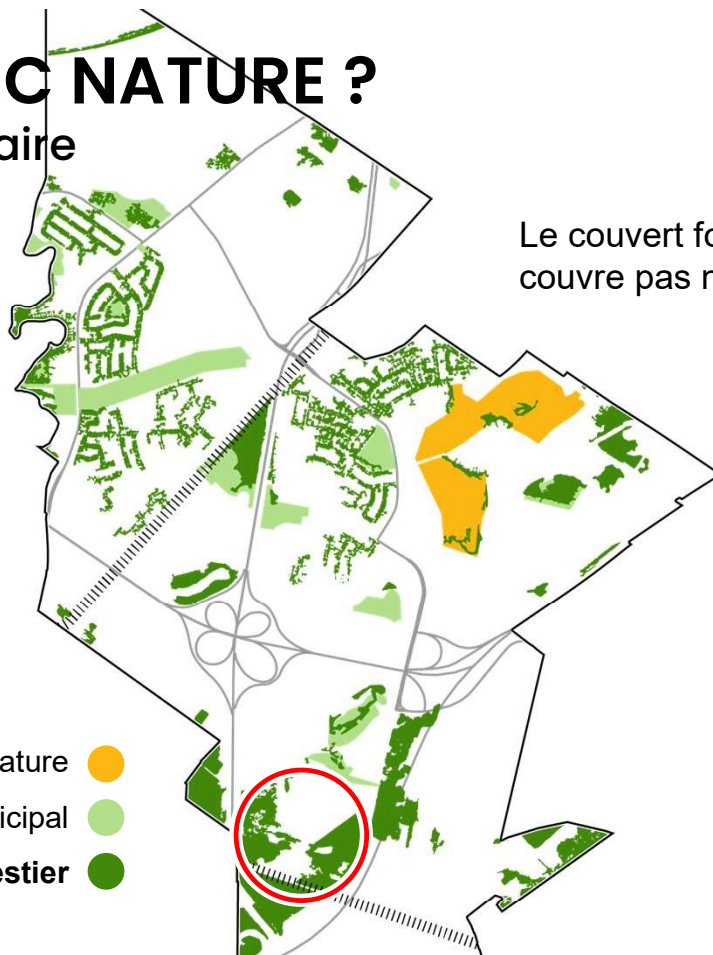 C NATURE ?
aire
Le couvert fo
couvre pas n
ature
icipal
estier